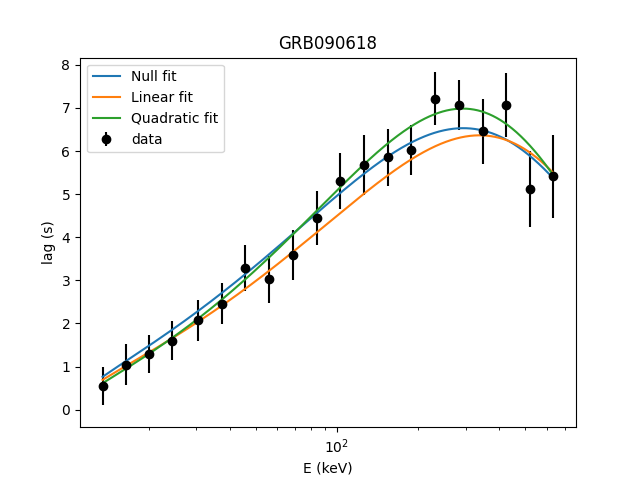 GRB090618
Null fit
Linear fit
Quadratic fit
data
8
7
6
5
4
3
2
1
0
lag (s)
10²
E (keV)